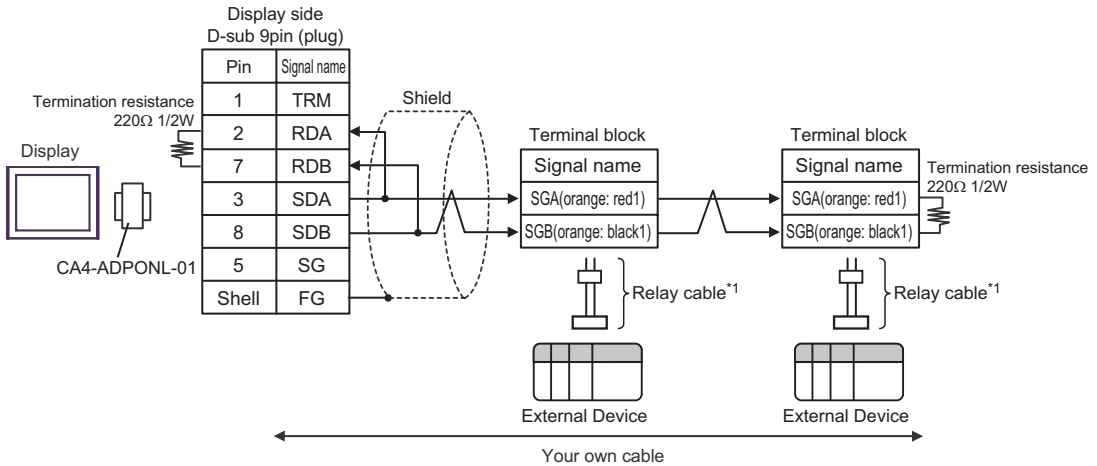 Display side
D-sub 9pin (plug)
Pin Signal name
1 TRM
2 RDA
7 RDB
3 SDA
8 SDB
5 SG
Shell FG
Termination resistance
220Ω 1/2W
Display
CA4-ADPONL-01
Shield
Terminal block
Signal name
SGA(orange: red1)
SGB(orange: black1)
Relay cable*1
External Device
Terminal block
Signal name
SGA(orange: red1)
SGB(orange: black1)
Termination resistance
220Ω 1/2W
Relay cable*1
External Device
Your own cable